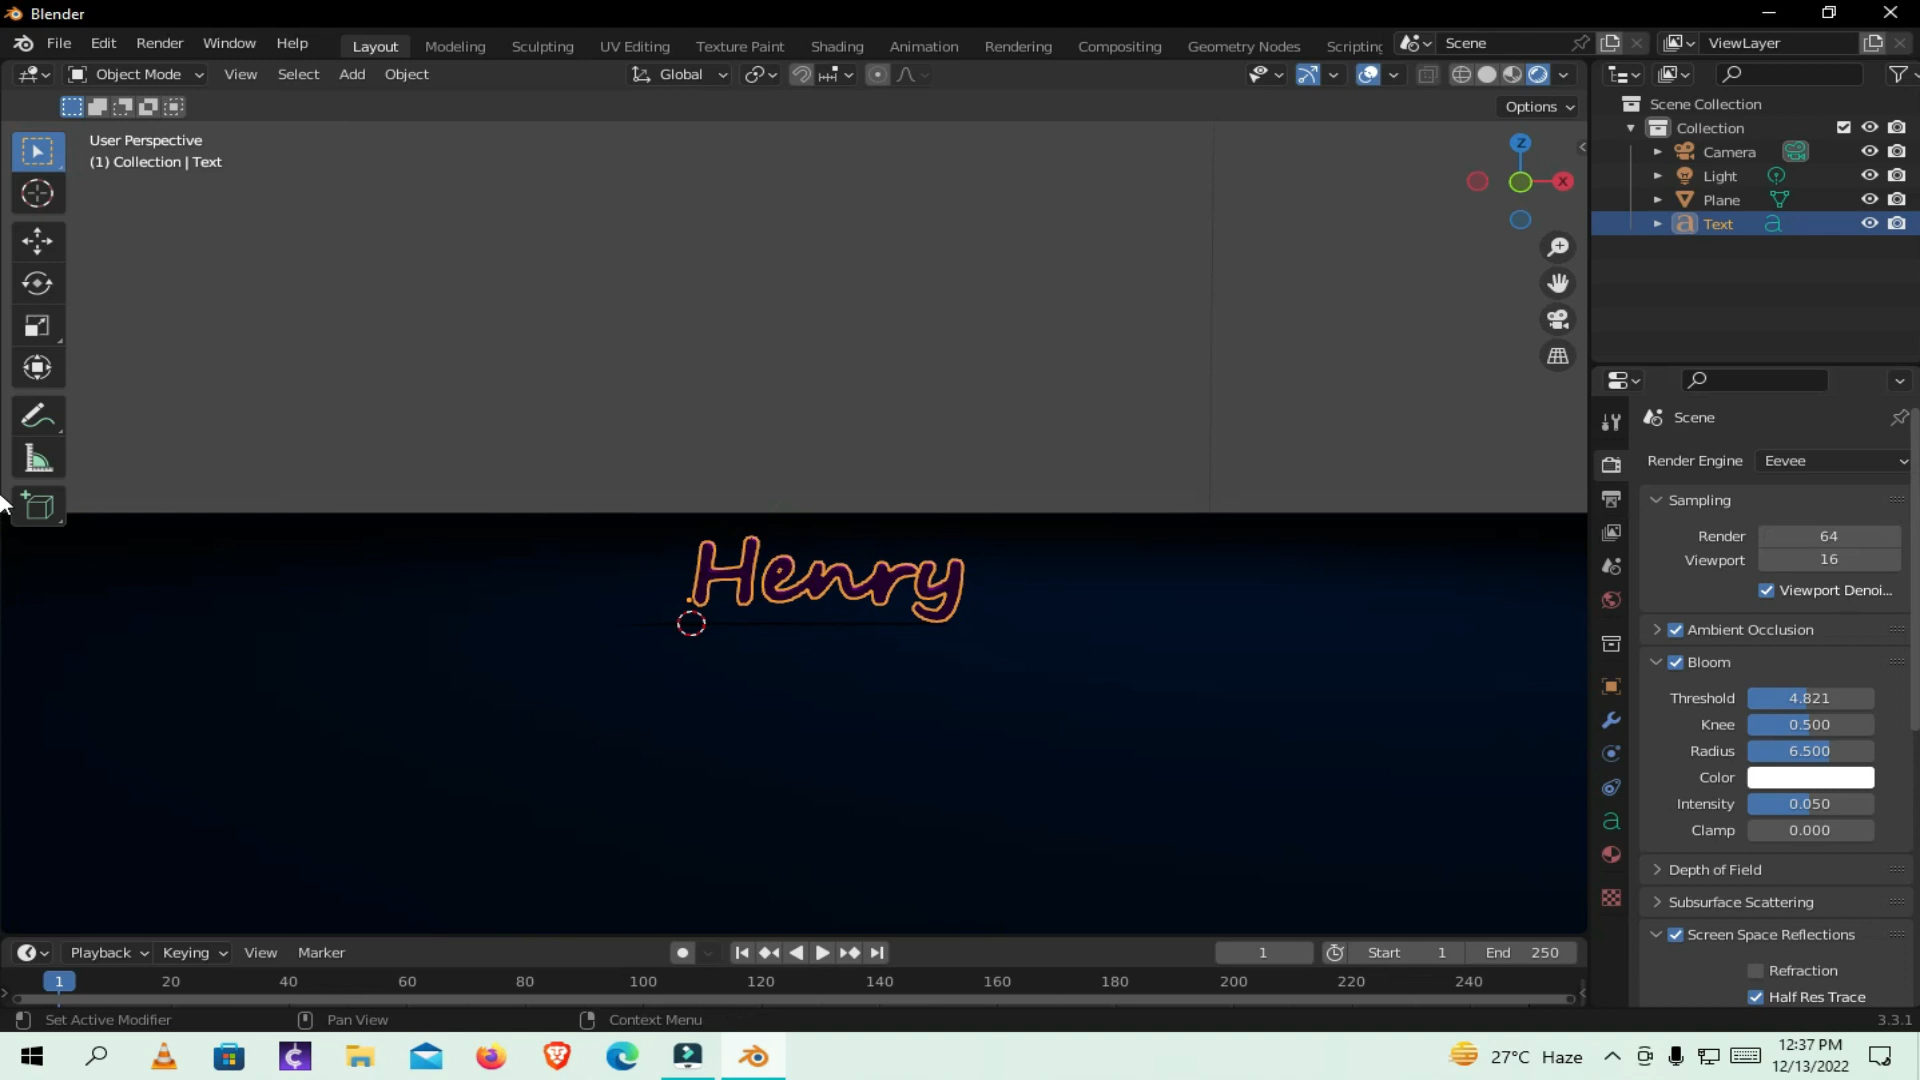 Blender
File Edit Render Window Help Layout Modeling Sculpting UV Editing Texture Paint Shading Animation Rendering Compositing Geometry Nodes Scripting Scene ViewLayer
Object Mode View Select Add Object Global
Options
User Perspective
(1) Collection | Text
Z
X
Henry
Scene Collection
Collection
Camera
Light
Plane
Text
Scene
Render Engine Eevee
Sampling
Render 64
Viewport 16
Viewport Denoi...
Ambient Occlusion
Bloom
Threshold 4.821
Knee 0.500
Radius 6.500
Color
Intensity 0.050
Clamp 0.000
Depth of Field
Subsurface Scattering
Screen Space Reflections
Refraction
Half Res Trace
Playback Keying View Marker 1 Start 1 End 250
1 20 40 60 80 100 120 140 160 180 200 220 240
Set Active Modifier Pan View Context Menu 3.3.1
27°C Haze
12:37 PM
12/13/2022